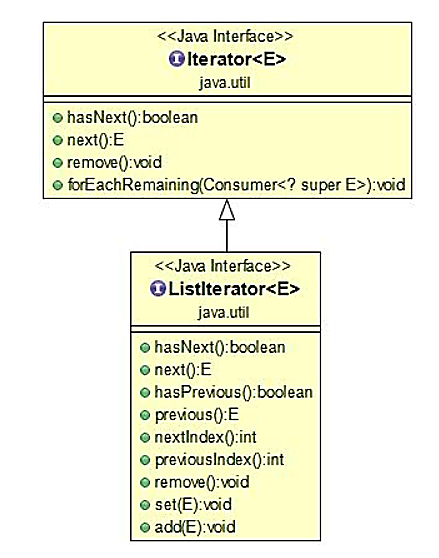 <<Java Interface>>
Iterator<E>
java.util
hasNext():boolean
next():E
remove():void
forEachRemaining(Consumer<? super E>):void
<<Java Interface>>
ListIterator<E>
java.util
hasNext():boolean
next():E
hasPrevious():boolean
previous():E
nextIndex():int
previousIndex():int
remove():void
set(E):void
add(E):void